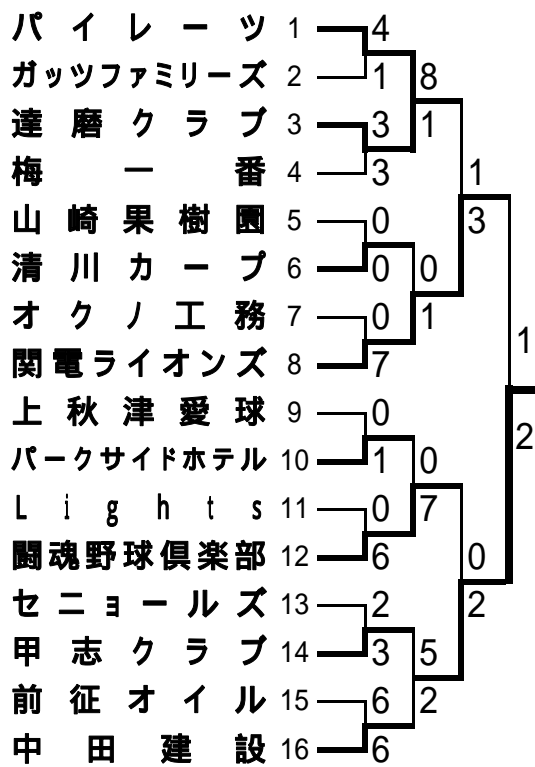 パイレーツ 1 4
ガッツファミリーズ 2 1 8
達磨クラブ 3 3 1
梅一番 4 3 1
山崎果樹園 5 0 3
清川カープ 6 0 0
オクノ工務 7 0 1
関電ライオンズ 8 7 1
上秋津愛球 9 0 2
パークサイドホテル 10 1 0
Lights 11 0 7
闘魂野球倶楽部 12 6 0
セニョールズ 13 2 2
甲志クラブ 14 3 5
前征オイル 15 6 2
中田建設 16 6